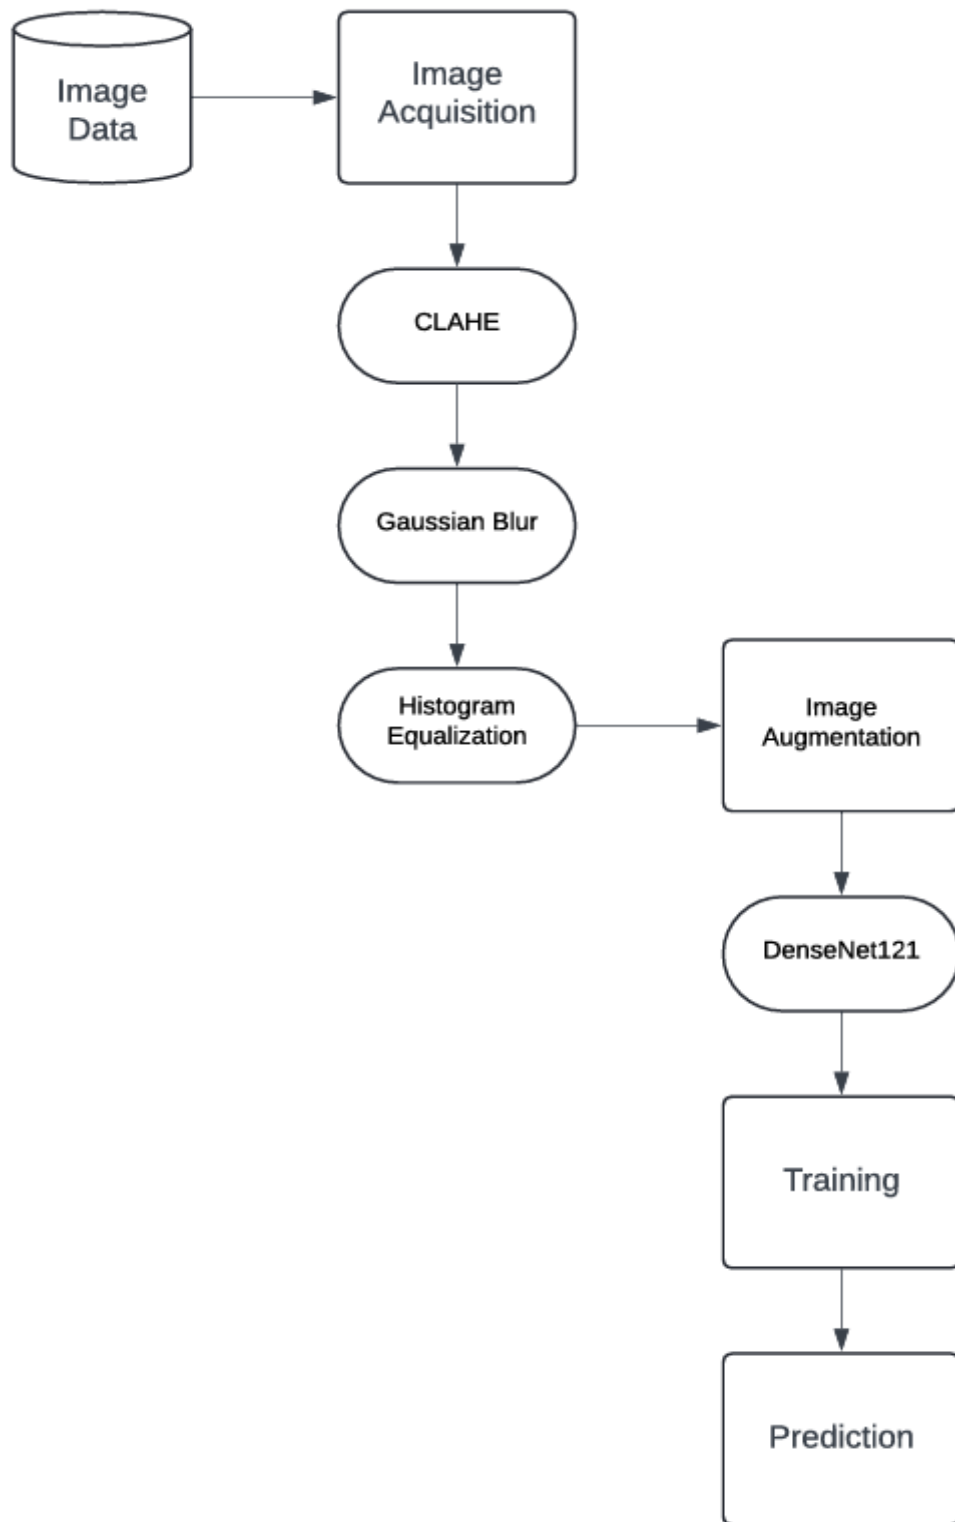 Image
Data
Image
Acquisition
CLAHE
Gaussian Blur
Histogram
Equalization
Image
Augmentation
DenseNet121
Training
Prediction